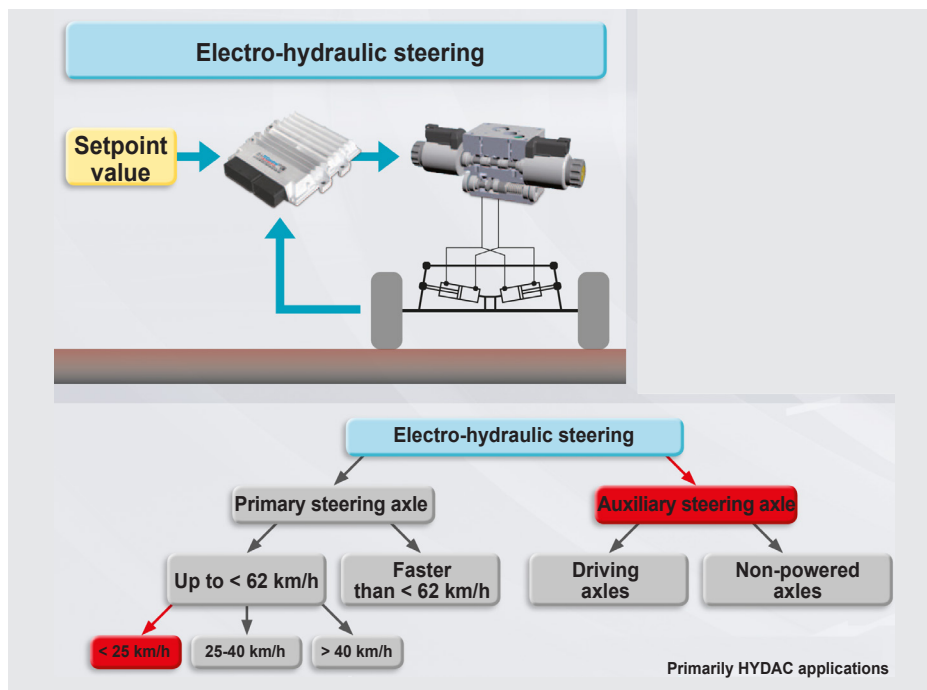 Electro-hydraulic steering
Setpoint
value
Electro-hydraulic steering
Primary steering axle
Auxiliary steering axle
Up to < 62 km/h
Faster
than < 62 km/h
Driving
axles
Non-powered
axles
< 25 km/h
25-40 km/h
> 40 km/h
Primarily HYDAC applications